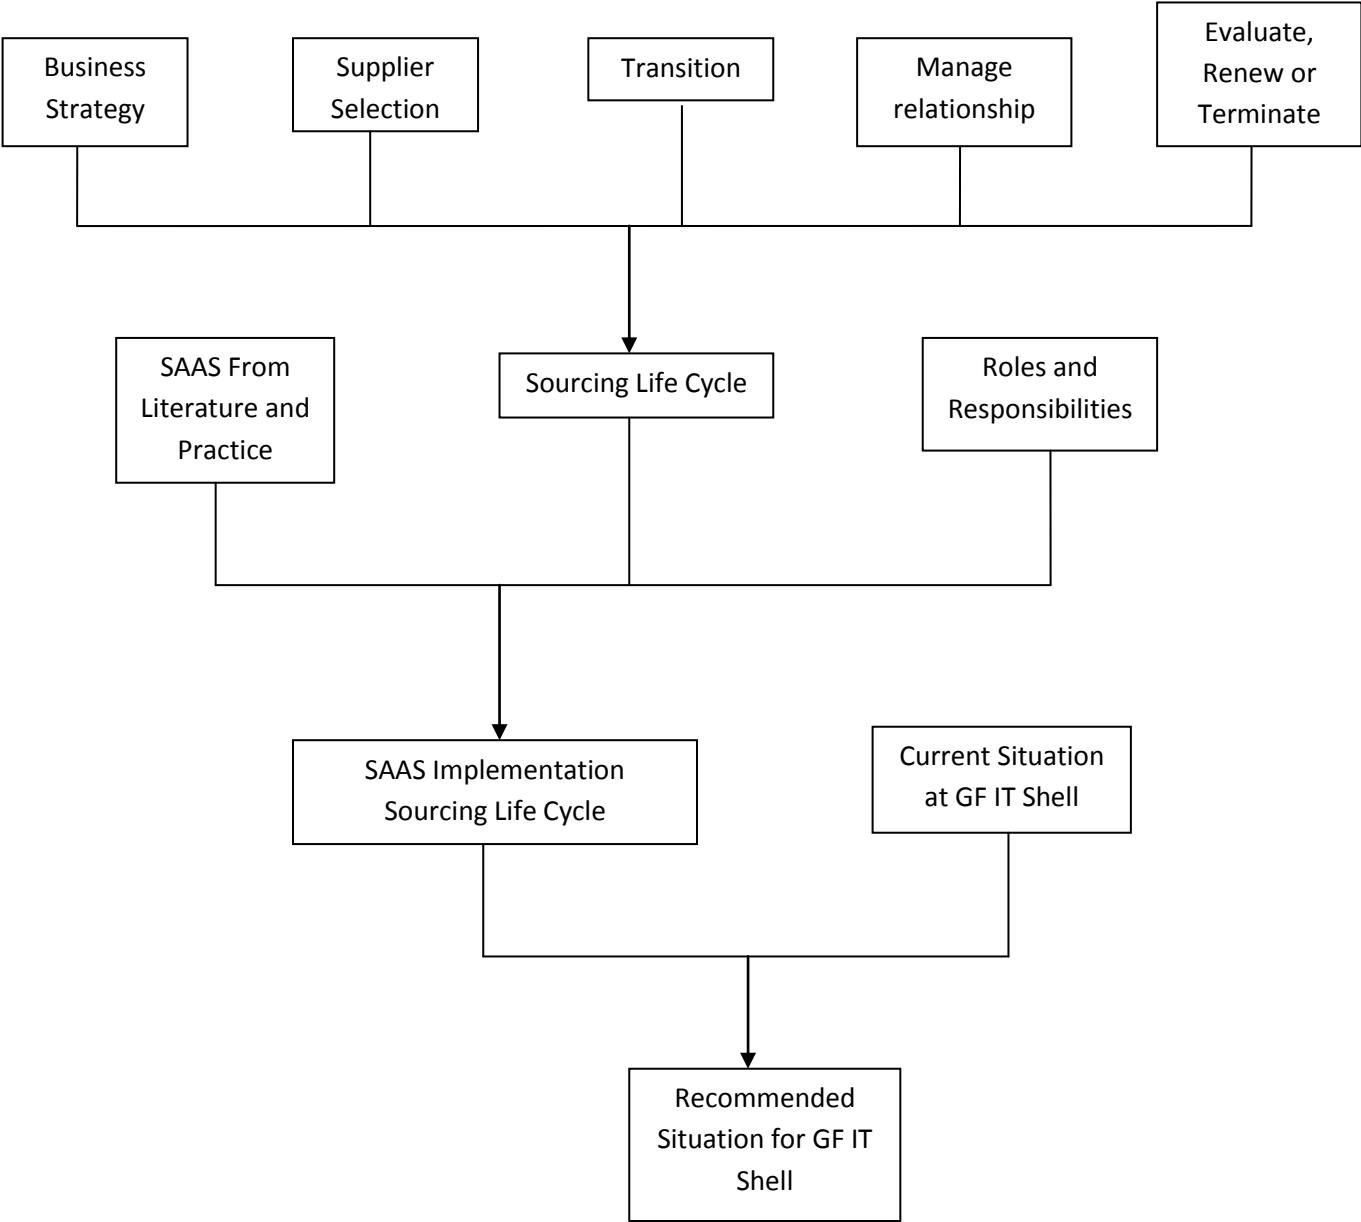 Business
Strategy
Supplier
Selection
Transition
Manage
relationship
Evaluate,
Renew or
Terminate
SAAS From
Literature and
Practice
Sourcing Life Cycle
Roles and
Responsibilities
SAAS Implementation
Sourcing Life Cycle
Current Situation
at GF IT Shell
Recommended
Situation for GF IT
Shell